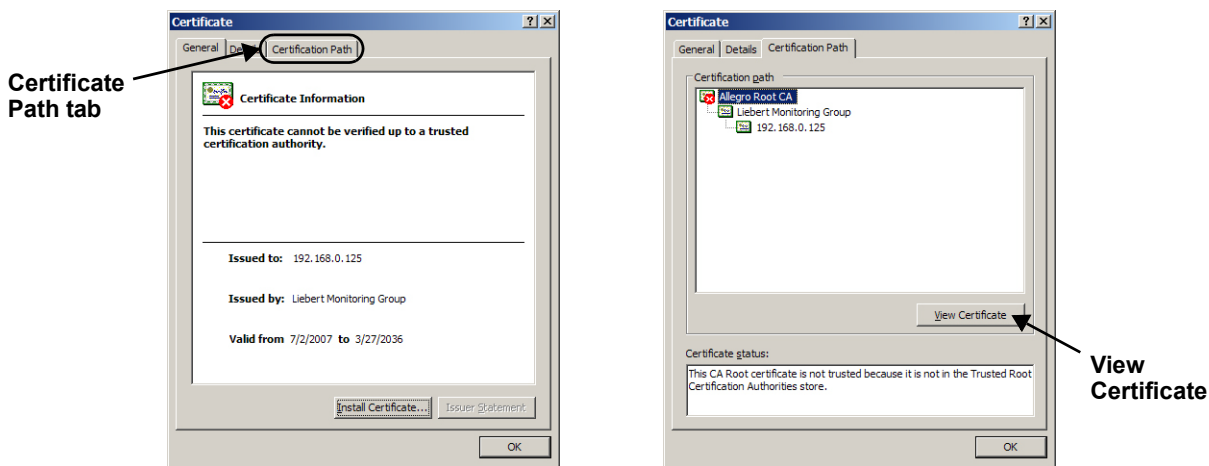 Certificate
Path tab
Certificate
General
Details
Certification Path
Certificate Information
This certificate cannot be verified up to a trusted
certification authority.
Issued to: 192.168.0.125
Issued by: Liebert Monitoring Group
Valid from 7/2/2007 to 3/27/2036
Install Certificate...
Issuer Statement
OK
Certificate
General
Details
Certification Path
Certification path
Allegro Root CA
Liebert Monitoring Group
192.168.0.125
View Certificate
Certificate status:
This CA Root certificate is not trusted because it is not in the Trusted Root
Certification Authorities store.
OK
View
Certificate